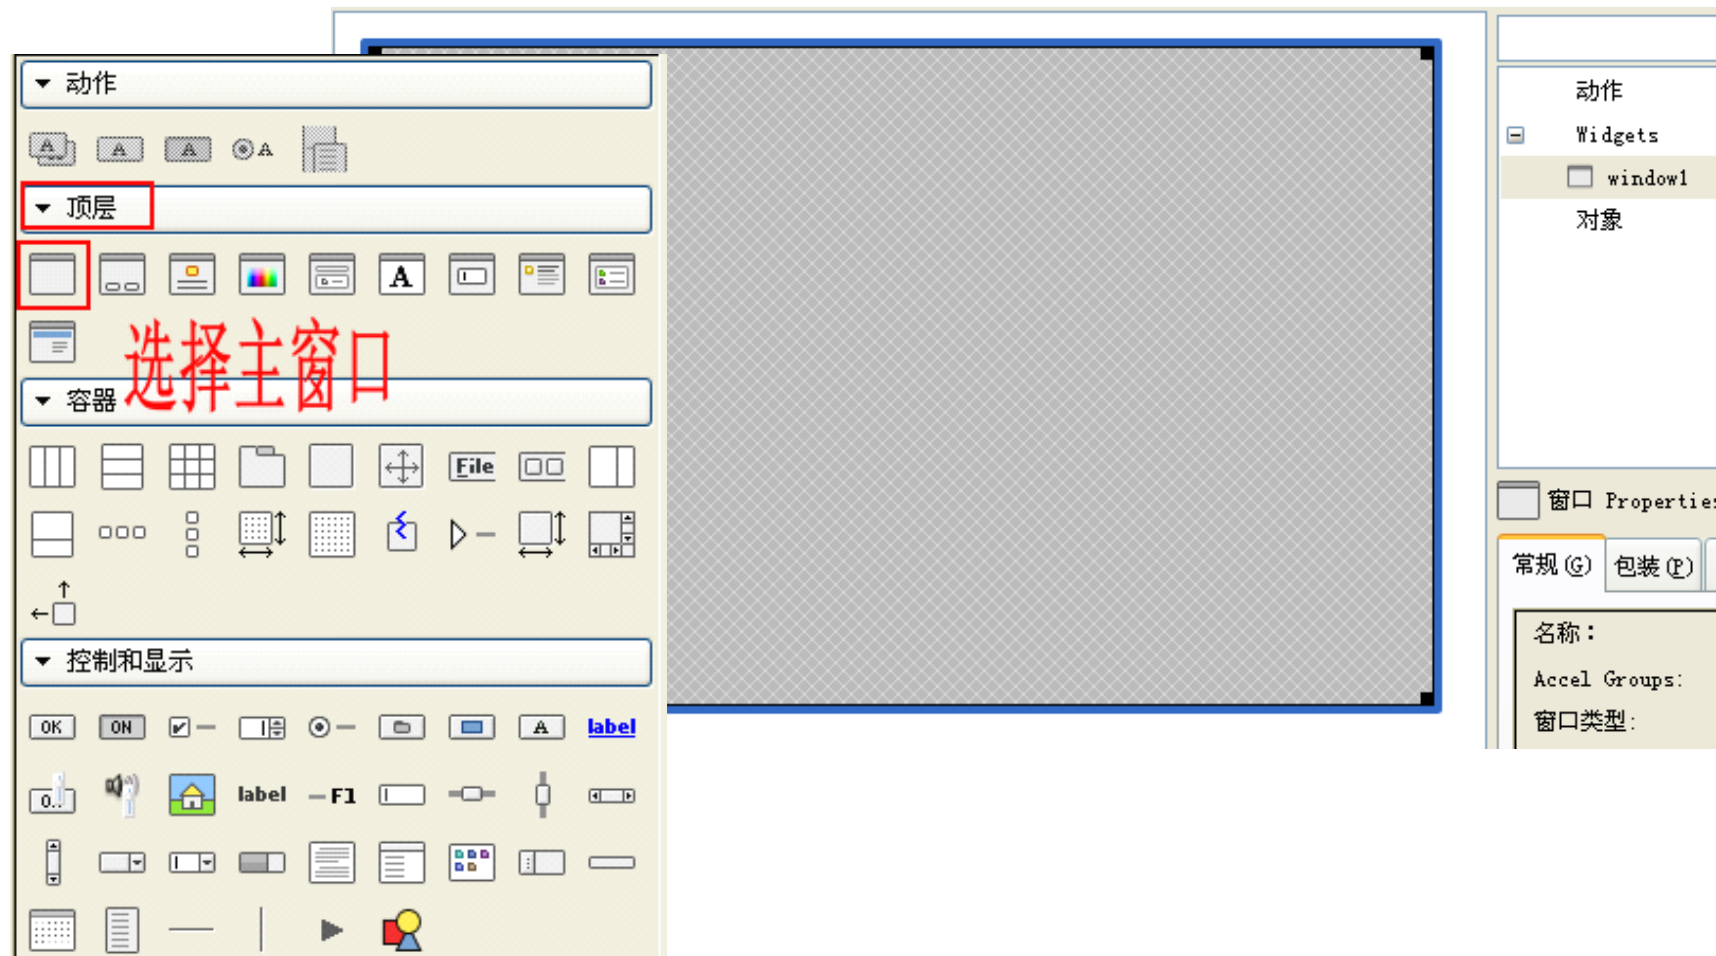 动作
A
A
A
A
顶层
A
选择主窗口
容器
File
控制和显示
OK
ON
A
label
0..
label
F1
动作
Widgets
window1
对象
窗口 Properties
常规(G)
包装(P)
名称：
Accel Groups:
窗口类型: